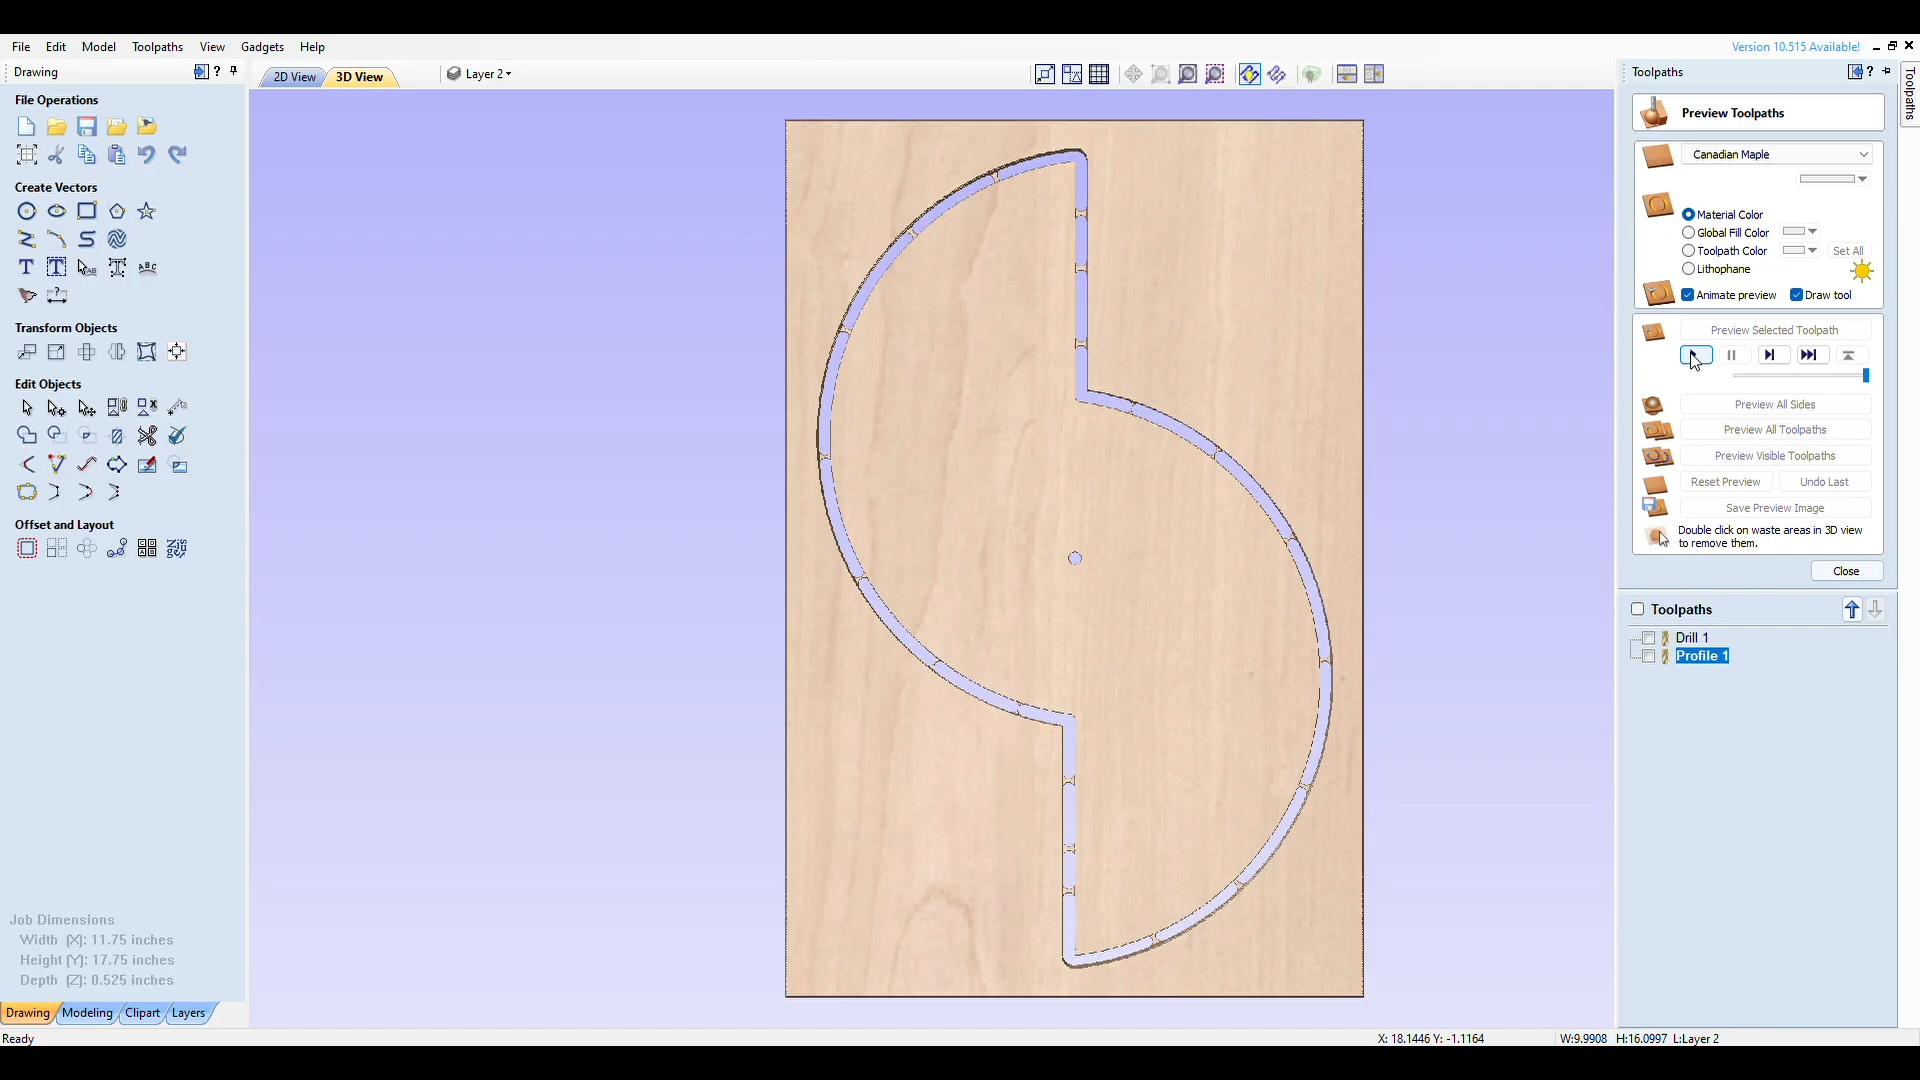 File Edit Model Toolpaths View Gadgets Help
Version 10.515 Available!
Drawing
File Operations
Create Vectors
Transform Objects
Edit Objects
Offset and Layout
Job Dimensions
Width (X): 11.75 inches
Height (Y): 17.75 inches
Depth (Z): 0.525 inches
Drawing Modeling Clipart Layers
Ready
2D View 3D View
Layer 2
Toolpaths
Toolpaths
Preview Toolpaths
Canadian Maple
Material Color
Global Fill Color
Toolpath Color Set All
Lithophane
Animate preview Draw tool
Preview Selected Toolpath
Preview All Sides
Preview All Toolpaths
Preview Visible Toolpaths
Reset Preview Undo Last
Save Preview Image
Double click on waste areas in 3D view
to remove them.
Close
Toolpaths
Drill 1
Profile 1
X: 18.1446 Y: -1.1164
W:9.9908 H:16.0997 L:Layer 2